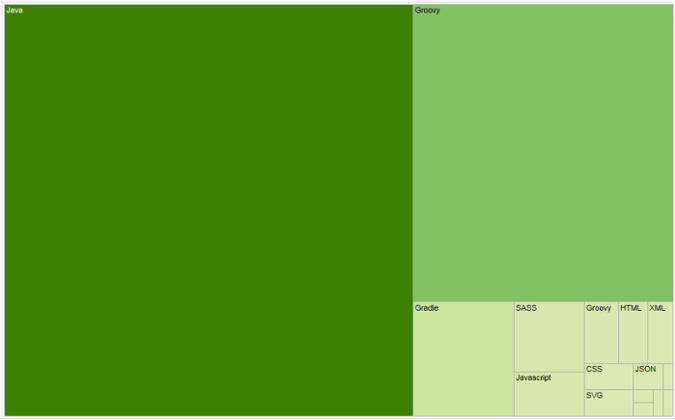 Java
Groovy
Gradle
SASS
Groovy
HTML
XML
Javascript
CSS
JSON
SVG